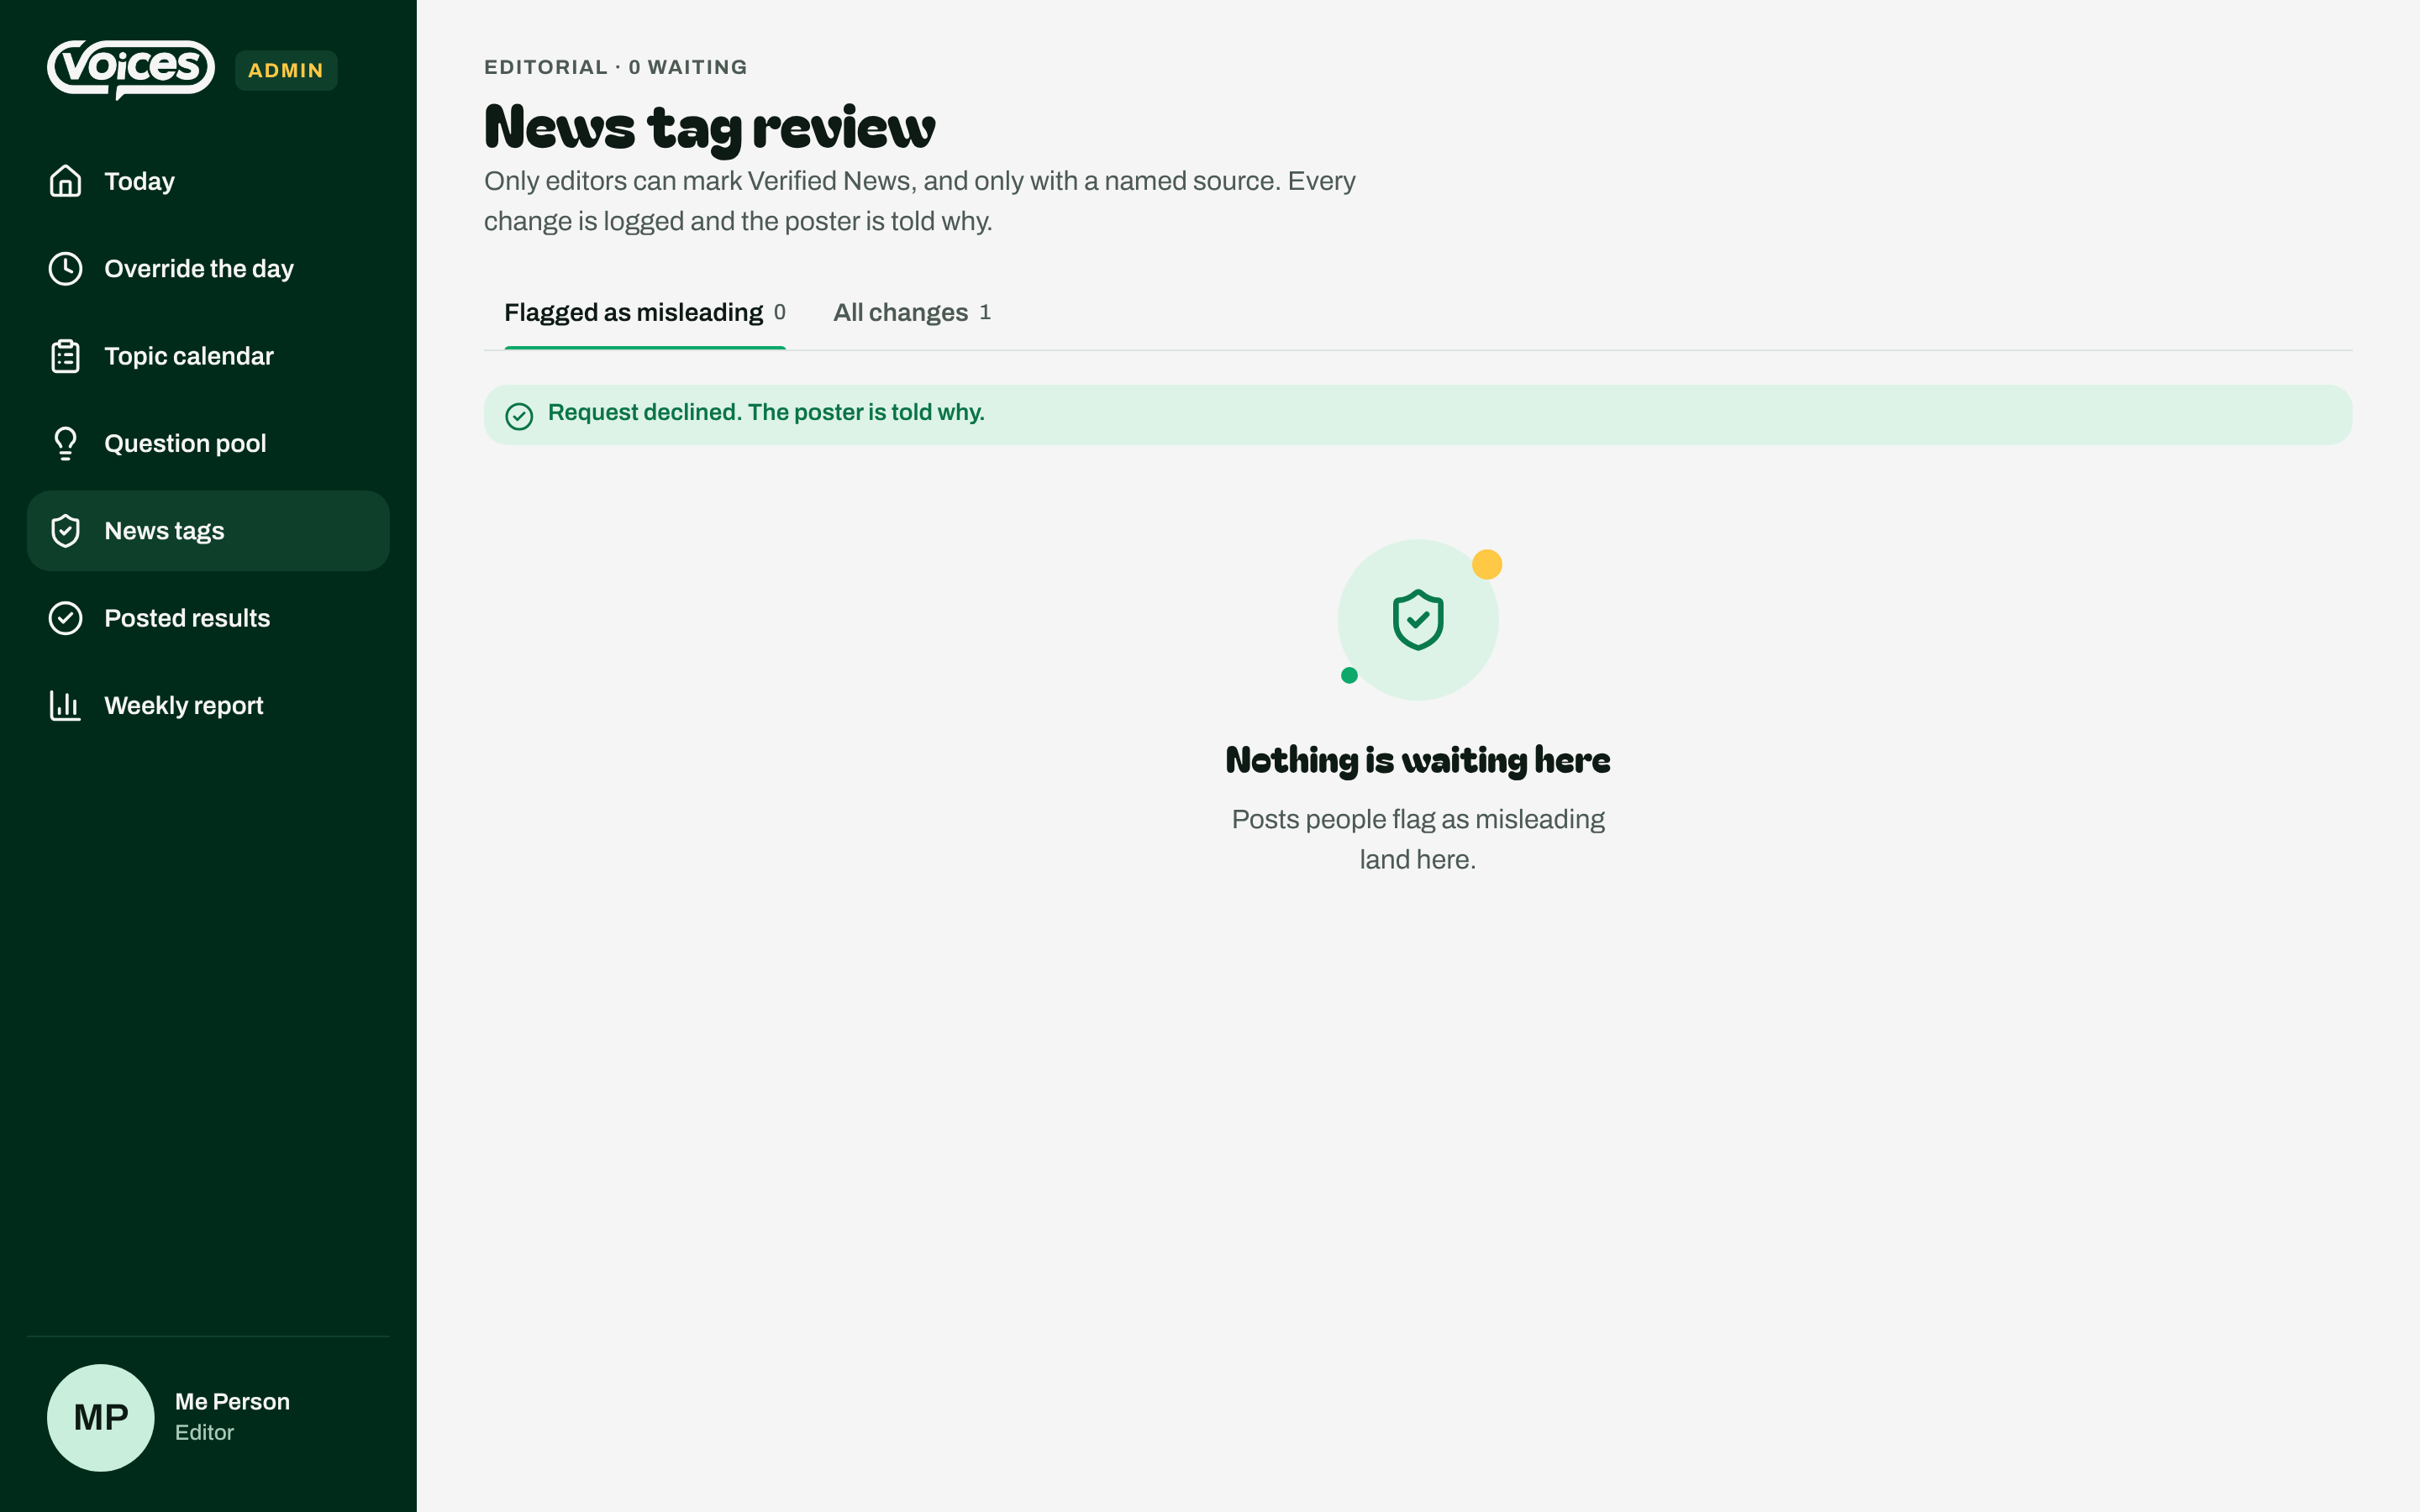 voices
ADMIN
Today
Override the day
Topic calendar
Question pool
News tags
Posted results
Weekly report
MP
Me Person
Editor
EDITORIAL · 0 WAITING
News tag review
Only editors can mark Verified News, and only with a named source. Every
change is logged and the poster is told why.
Flagged as misleading 0
All changes 1
Request declined. The poster is told why.
Nothing is waiting here
Posts people flag as misleading
land here.